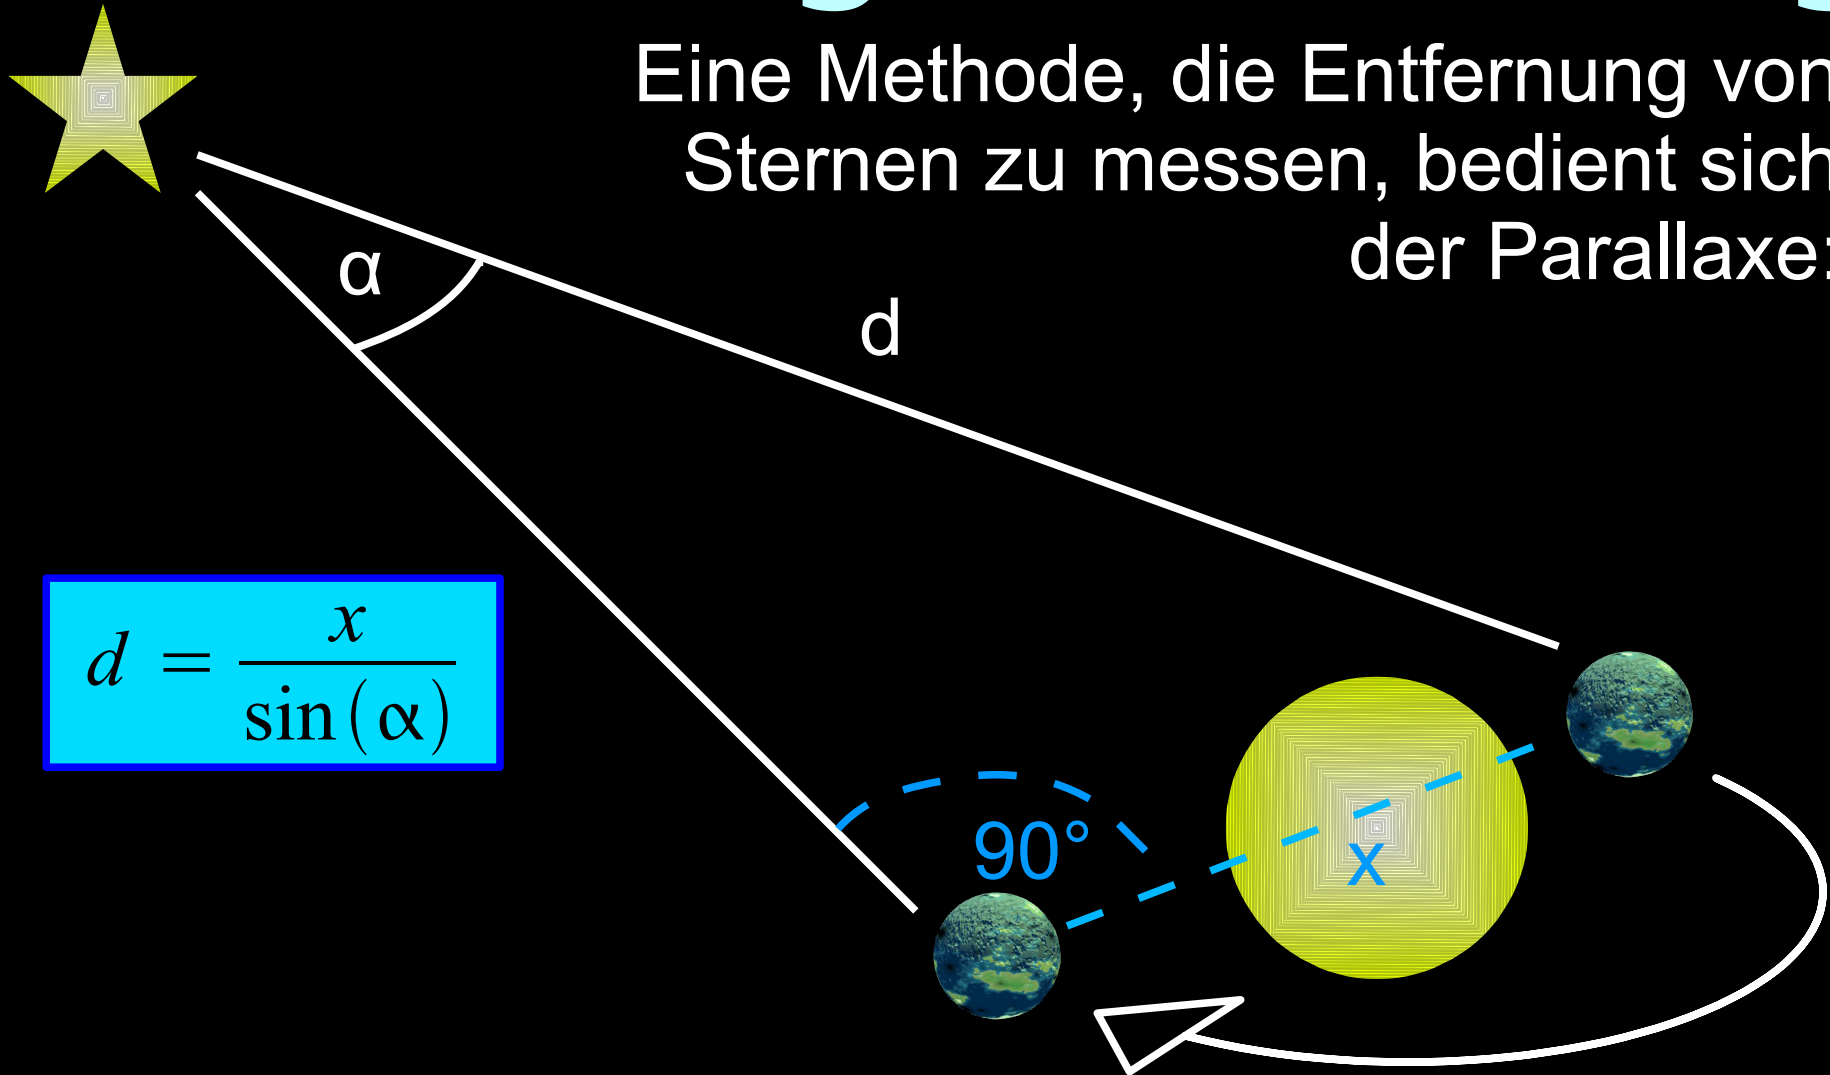 Eine Methode, die Entfernung von
Sternen zu messen, bedient sich
der Parallaxe:
α
d
d = x / sin(α)
90°
x